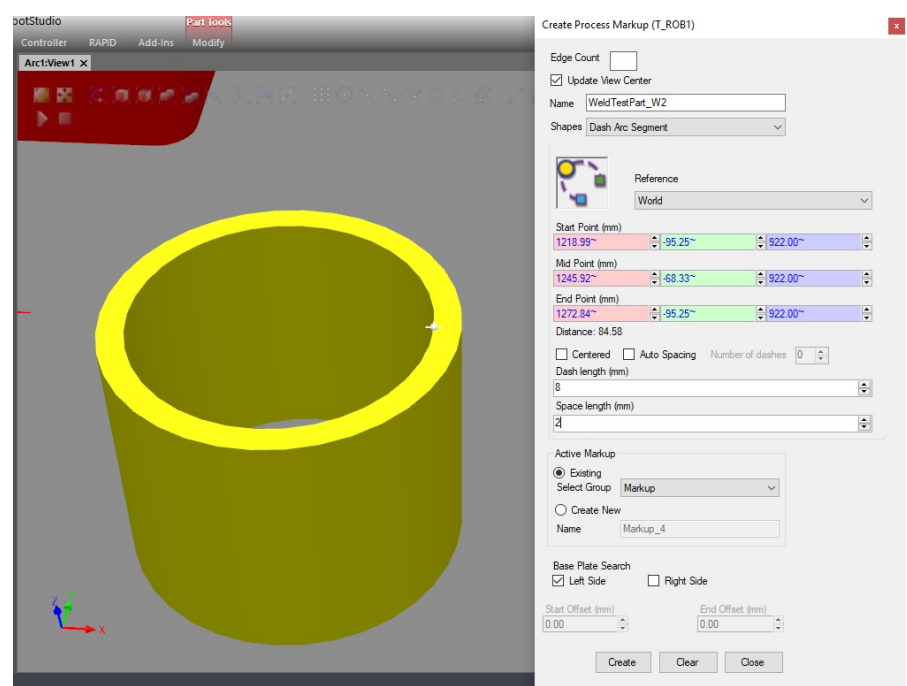 ootStudio
Part Tools
Create Process Markup (T_ROB1)
x
Controller RAPID Add-Ins Modify
Arc1:View1 x
Edge Count
Update View Center
Name WeldTestPart_W2
Shapes Dash Arc Segment
Reference
World
Start Point (mm)
1218.99~ -95.25~ 922.00~
Mid Point (mm)
1245.92~ -68.33~ 922.00~
End Point (mm)
1272.84~ -95.25~ 922.00~
Distance: 84.58
Centered Auto Spacing Number of dashes 0
Dash length (mm)
8
Space length (mm)
2
Active Markup
Existing
Select Group Markup
Create New
Name Markup_4
Base Plate Search
Left Side Right Side
Start Offset (mm) End Offset (mm)
0.00 0.00
Create Clear Close
Z Y
X